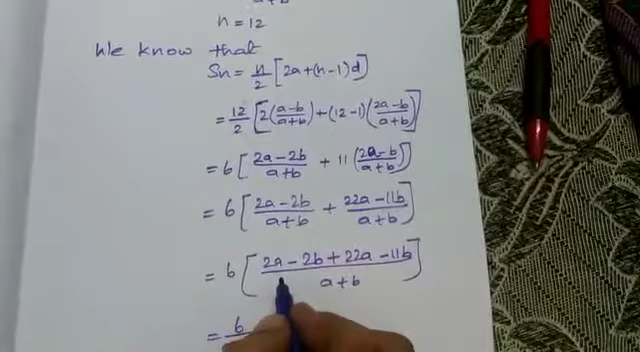 a+b
n = 12
We know that
Sn = n/2 [2a+(n-1)d]
= 12/2 [2(a-b/a+b) + (12-1)(2a-b/a+b)]
= 6 [2a-2b/a+b + 11(2a-b/a+b)]
= 6 [2a-2b/a+b + 22a-11b/a+b]
= 6 [2a-2b+22a-11b/a+b]
= 6